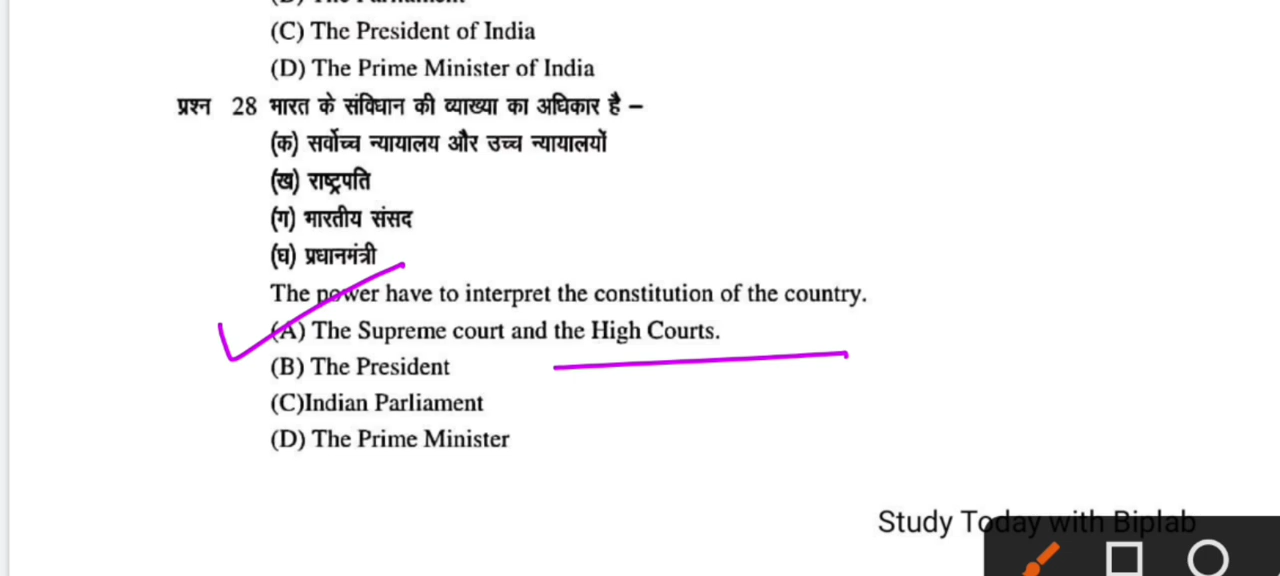 (C) The President of India
(D) The Prime Minister of India
प्रश्न 28 भारत के संविधान की व्याख्या का अधिकार है –
(क) सर्वोच्च न्यायालय और उच्च न्यायालयों
(ख) राष्ट्रपति
(ग) भारतीय संसद
(घ) प्रधानमंत्री
The power have to interpret the constitution of the country.
(A) The Supreme court and the High Courts.
(B) The President
(C)Indian Parliament
(D) The Prime Minister
Study Today with Biplab